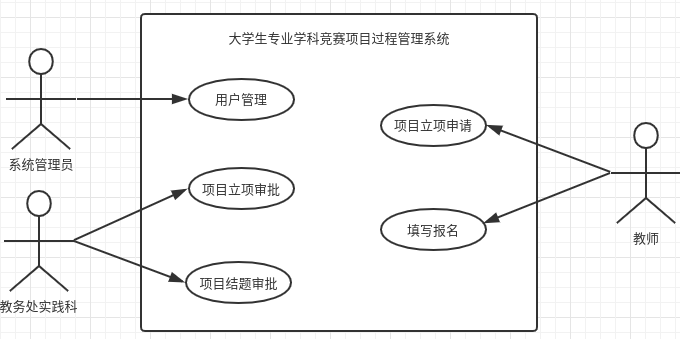 大学生专业学科竞赛项目过程管理系统
用户管理
项目立项申请
系统管理员
项目立项审批
填写报名
教师
项目结题审批
教务处实践科